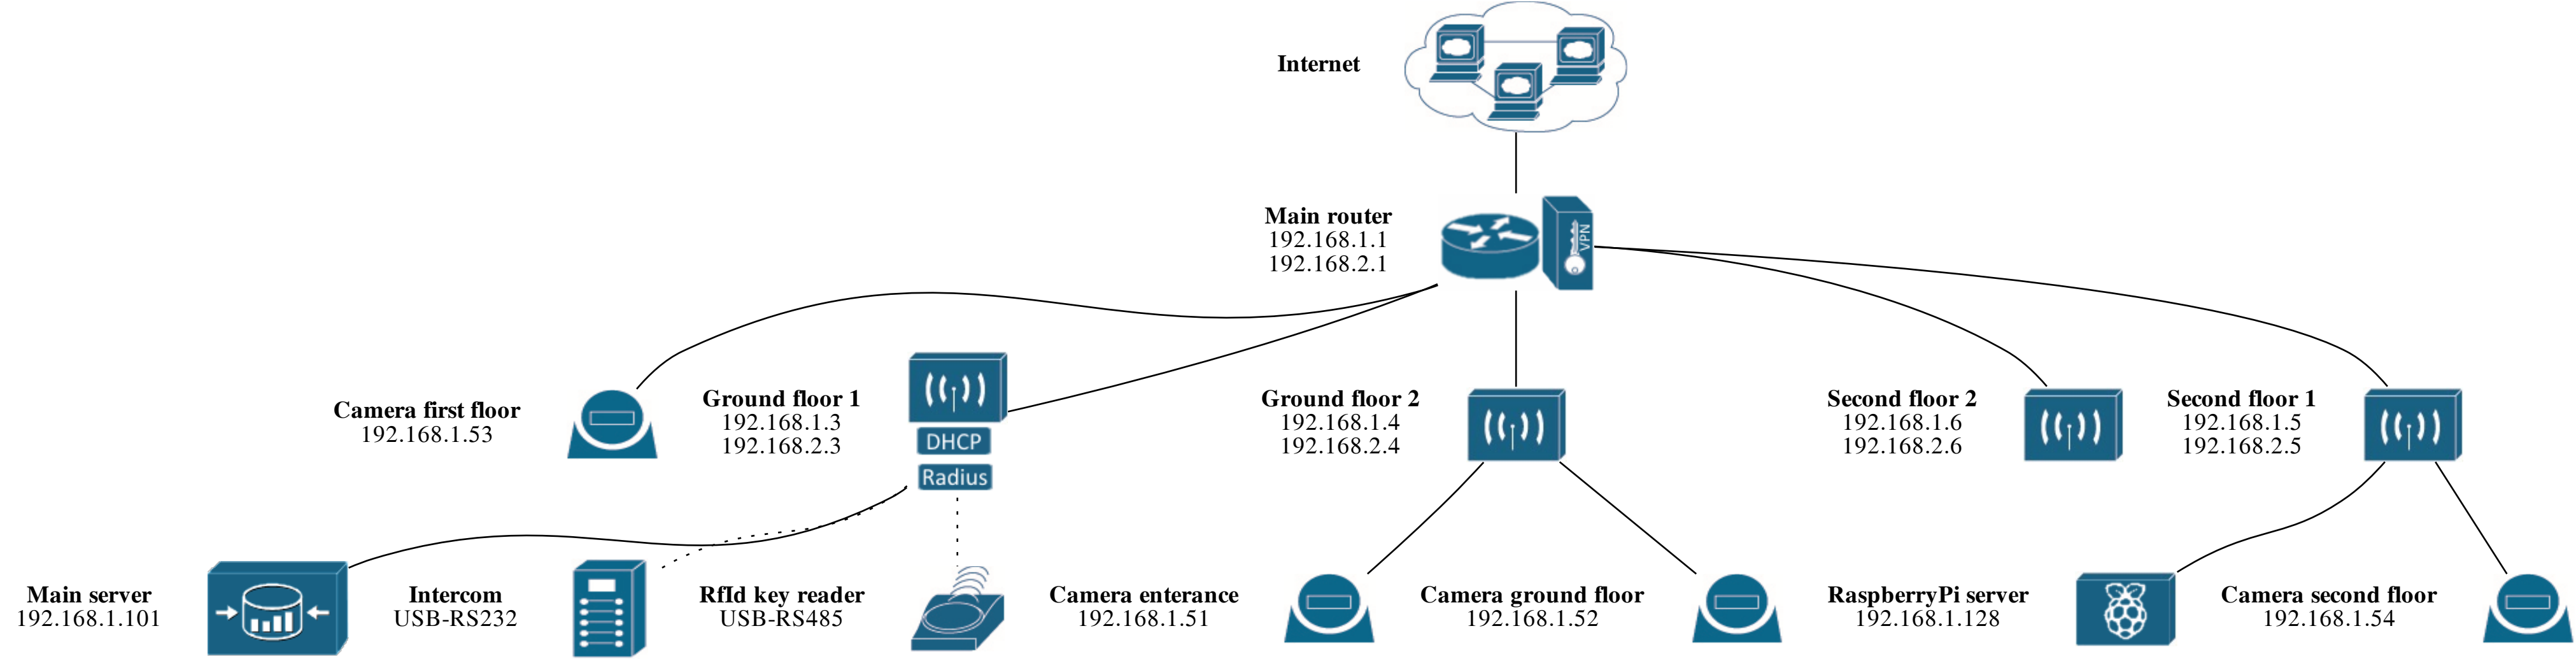 Internet
Main router
192.168.1.1
192.168.2.1
VPN
Camera first floor
192.168.1.53
Ground floor 1
192.168.1.3
192.168.2.3
DHCP
Radius
Ground floor 2
192.168.1.4
192.168.2.4
Second floor 2
192.168.1.6
192.168.2.6
Second floor 1
192.168.1.5
192.168.2.5
Main server
192.168.1.101
Intercom
USB-RS232
RfId key reader
USB-RS485
Camera enterance
192.168.1.51
Camera ground floor
192.168.1.52
RaspberryPi server
192.168.1.128
Camera second floor
192.168.1.54